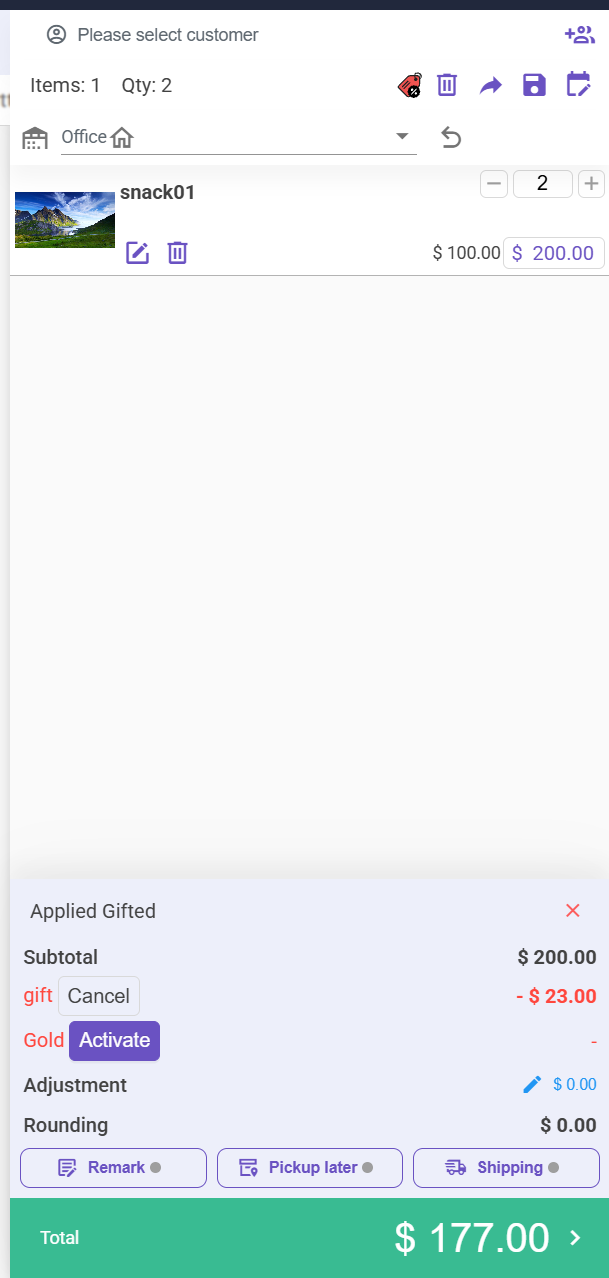 Please select customer
Items: 1 Qty: 2
Office
snack01
2
$ 100.00 $ 200.00
Applied Gifted
Subtotal $ 200.00
gift Cancel - $ 23.00
Gold Activate -
Adjustment $ 0.00
Rounding $ 0.00
Remark Pickup later Shipping
Total $ 177.00